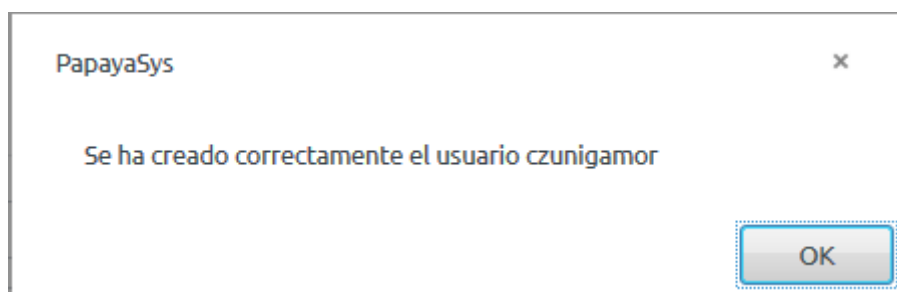 PapayaSys ×
Se ha creado correctamente el usuario czunigamor
OK